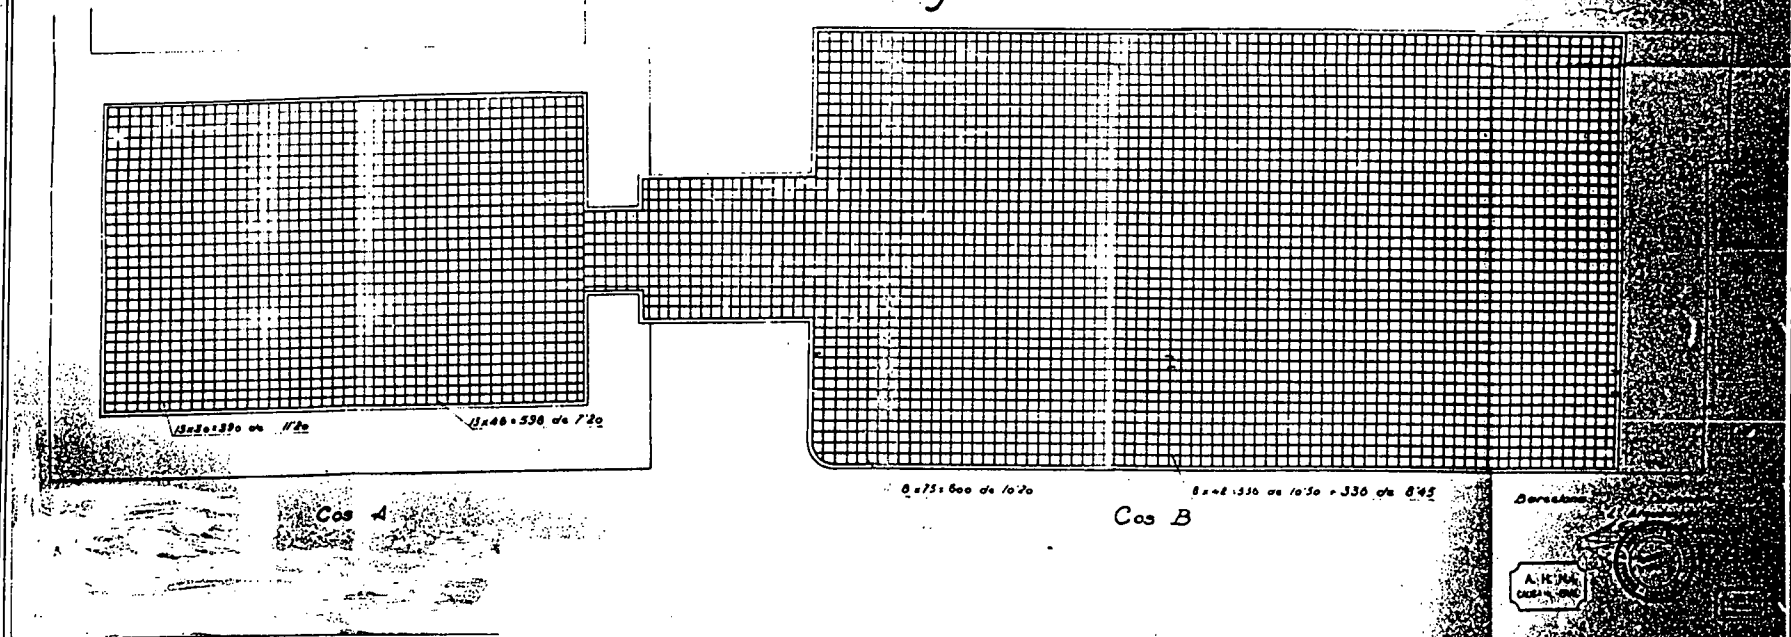 13x30=390 de 11'20
13x46=598 de 7'20
8x75=600 de 10'20
8x42=336 de 10'50 + 336 de 8'45
Cos A
Cos B
Barcelona
A.H.N.